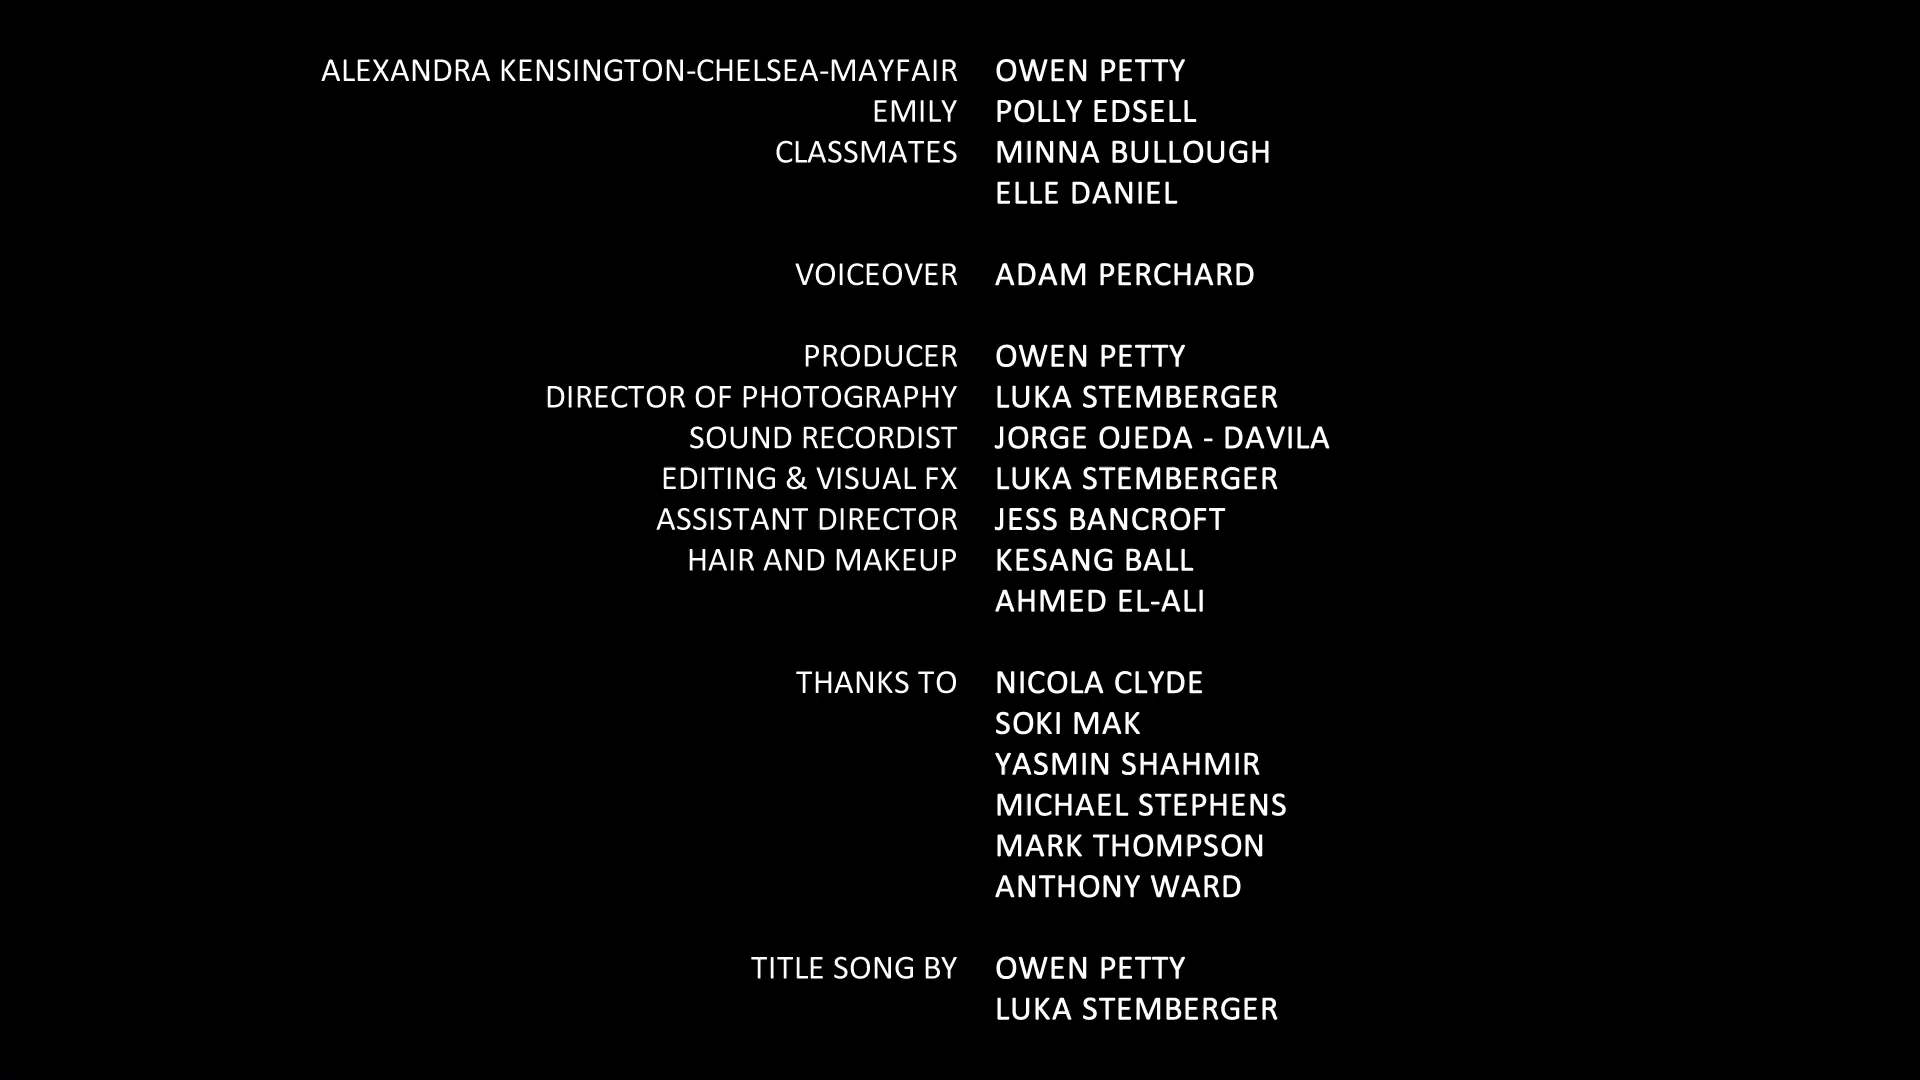 ALEXANDRA KENSINGTON-CHELSEA-MAYFAIR OWEN PETTY
EMILY POLLY EDSELL
CLASSMATES MINNA BULLOUGH
ELLE DANIEL
VOICEOVER ADAM PERCHARD
PRODUCER OWEN PETTY
DIRECTOR OF PHOTOGRAPHY LUKA STEMBERGER
SOUND RECORDIST JORGE OJEDA - DAVILA
EDITING & VISUAL FX LUKA STEMBERGER
ASSISTANT DIRECTOR JESS BANCROFT
HAIR AND MAKEUP KESANG BALL
AHMED EL-ALI
THANKS TO NICOLA CLYDE
SOKI MAK
YASMIN SHAHMIR
MICHAEL STEPHENS
MARK THOMPSON
ANTHONY WARD
TITLE SONG BY OWEN PETTY
LUKA STEMBERGER